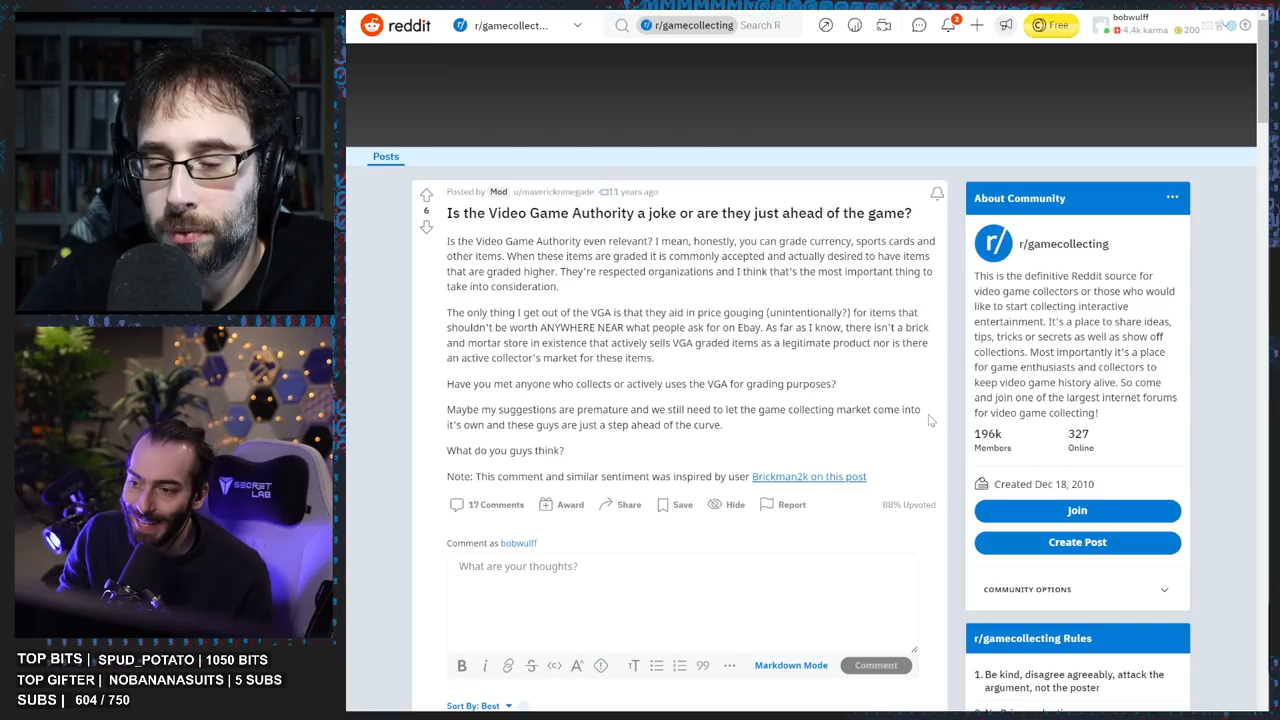 reddit
r/gamecollect...
r/gamecollecting Search R
2
Free
bobwulff
4.4k karma
200
Posts
Posted by Mod u/maverickrenegade 11 years ago
6
Is the Video Game Authority a joke or are they just ahead of the game?
Is the Video Game Authority even relevant? I mean, honestly, you can grade currency, sports cards and
other items. When these items are graded it is commonly accepted and actually desired to have items
that are graded higher. They're respected organizations and I think that's the most important thing to
take into consideration.
The only thing I get out of the VGA is that they aid in price gouging (unintentionally?) for items that
shouldn't be worth ANYWHERE NEAR what people ask for on Ebay. As far as I know, there isn't a brick
and mortar store in existence that actively sells VGA graded items as a legitimate product nor is there
an active collector's market for these items.
Have you met anyone who collects or actively uses the VGA for grading purposes?
Maybe my suggestions are premature and we still need to let the game collecting market come into
it's own and these guys are just a step ahead of the curve.
What do you guys think?
Note: This comment and similar sentiment was inspired by user Brickman2k on this post
17 Comments Award Share Save Hide Report 88% Upvoted
Comment as bobwulff
What are your thoughts?
Markdown Mode
Comment
Sort By: Best
About Community
r/gamecollecting
This is the definitive Reddit source for
video game collectors or those who would
like to start collecting interactive
entertainment. It's a place to share ideas,
tips, tricks or secrets as well as show off
collections. Most importantly it's a place
for game enthusiasts and collectors to
keep video game history alive. So come
and join one of the largest internet forums
for video game collecting!
196k 327
Members Online
Created Dec 18, 2010
Join
Create Post
COMMUNITY OPTIONS
r/gamecollecting Rules
1. Be kind, disagree agreeably, attack the
argument, not the poster
SECRET
LAB
TOP BITS | SPUD_POTATO | 1050 BITS
TOP GIFTER | NOBANANASUITS | 5 SUBS
SUBS | 604 / 750